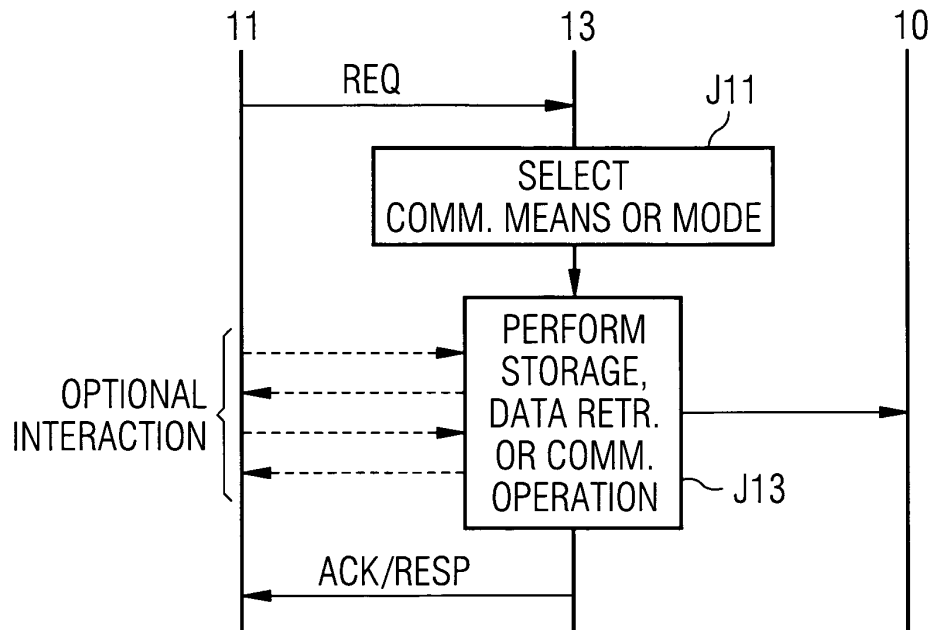 11
13
10
REQ
J11
SELECT
COMM. MEANS OR MODE
PERFORM
STORAGE,
DATA RETR.
OR COMM.
OPERATION
OPTIONAL
INTERACTION
J13
ACK/RESP